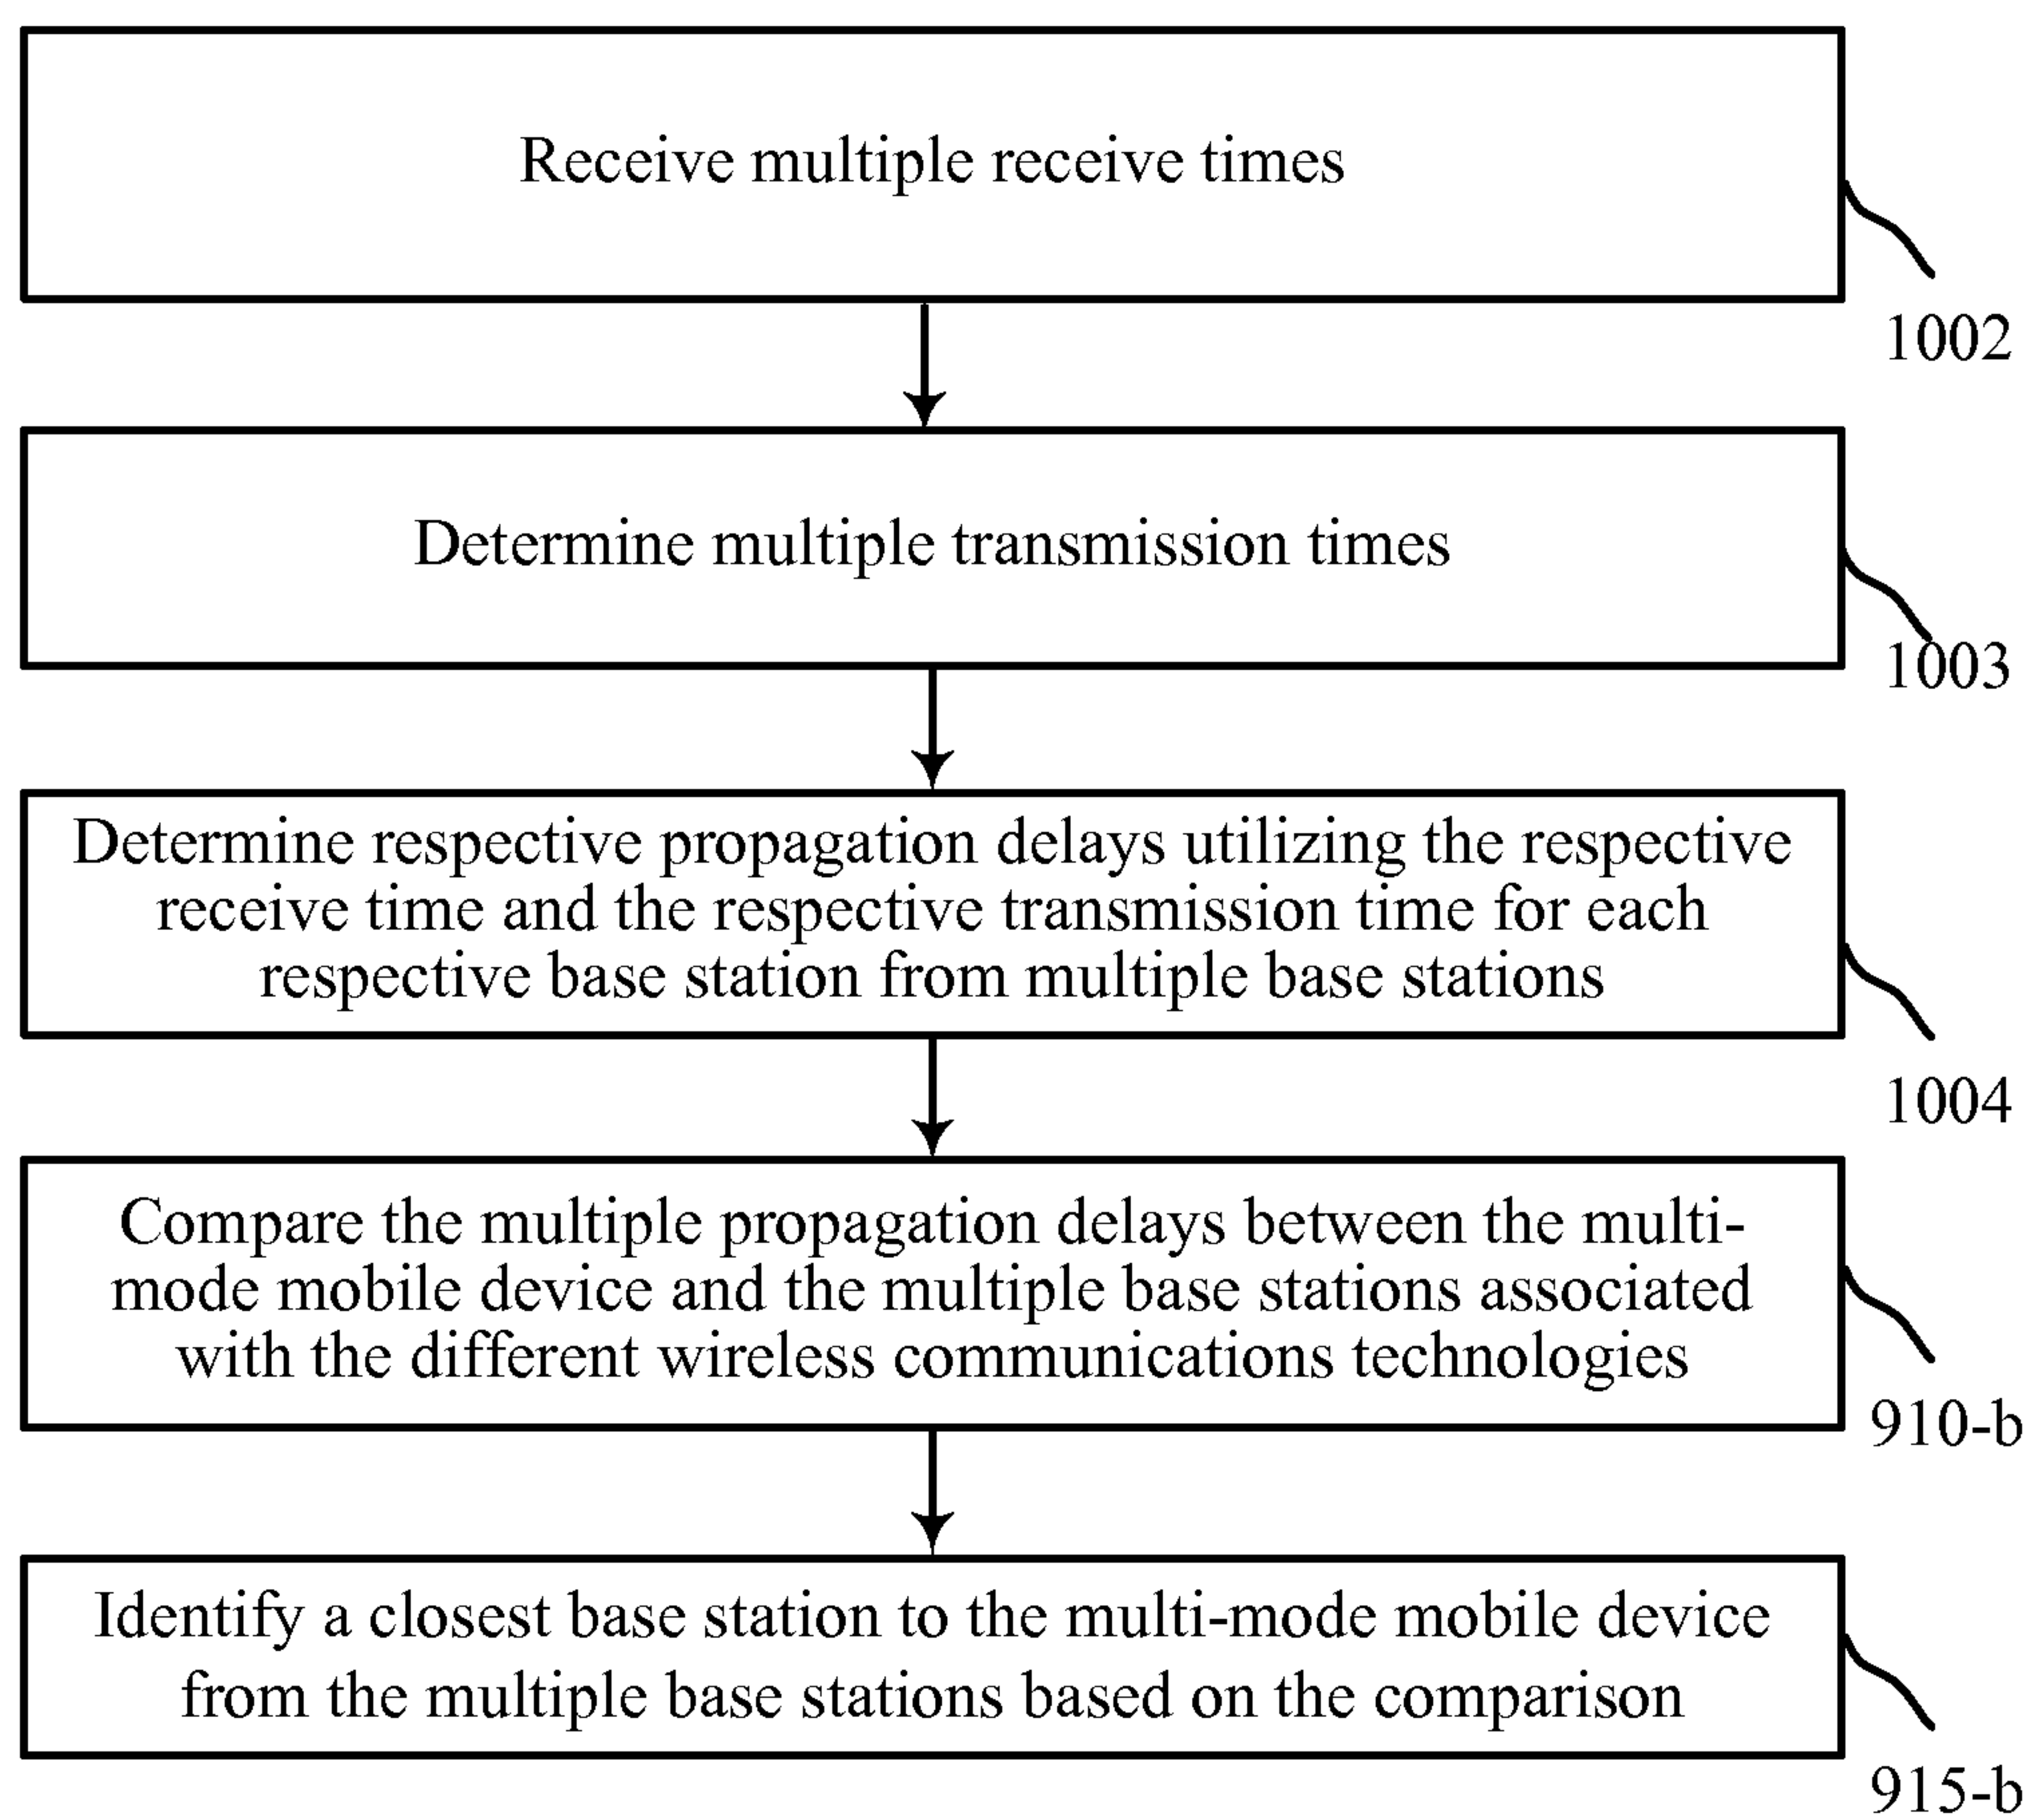 Receive multiple receive times
1002
Determine multiple transmission times
1003
Determine respective propagation delays utilizing the respective
receive time and the respective transmission time for each
respective base station from multiple base stations
1004
Compare the multiple propagation delays between the multi-
mode mobile device and the multiple base stations associated
with the different wireless communications technologies
910-b
Identify a closest base station to the multi-mode mobile device
from the multiple base stations based on the comparison
915-b